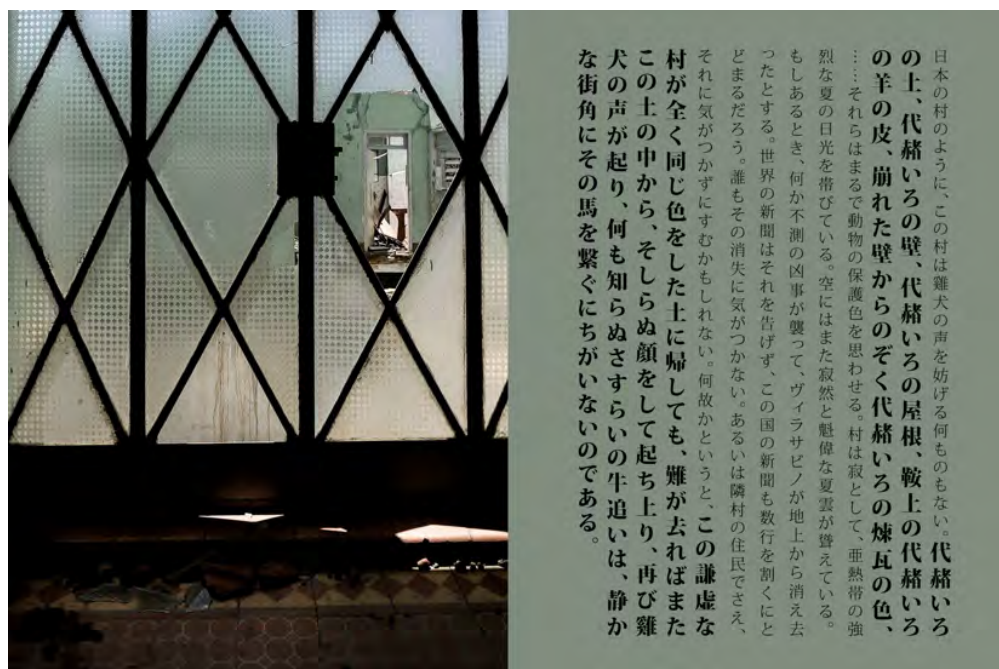 日本の村のように、この村は雞犬の声を妨げる何ものもない。代赭いろ
の土、代赭いろの壁、代赭いろの屋根、鞍上の代赭いろ
の羊の皮、崩れた壁からのぞく代赭いろの煉瓦の色、
……それらはまるで動物の保護色を思わせる。村は寂として、亜熱帯の強
烈な夏の日光を帯びている。空にはまた寂然と魁偉な夏雲が聳えている。
もしあるとき、何か不測の凶事が襲って、ヴィラサビノが地上から消え去
ったとする。世界の新聞はそれを告げず、この国の新聞も数行を割くにと
どまるだろう。誰もその消失に気がつかない。あるいは隣村の住民でさえ、
それに気がつかずにすむかもしれない。何故かというと、この謙虚な
村が全く同じ色をした土に帰しても、難が去ればまた
この土の中から、そしらぬ顔をして起ち上り、再び雞
犬の声が起り、何も知らぬさすらいの牛追いは、静か
な街角にその馬を繋ぐにちがいないのである。